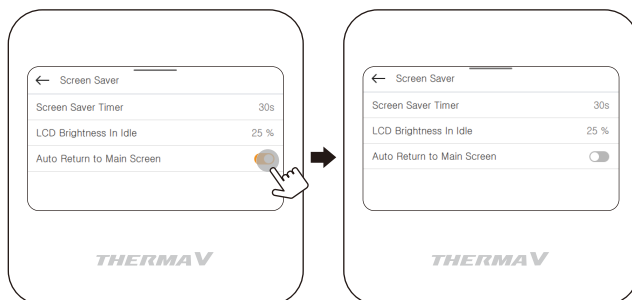 Screen Saver
Screen Saver Timer 30s
LCD Brightness In Idle 25 %
Auto Return to Main Screen
THERMA V
Screen Saver
Screen Saver Timer 30s
LCD Brightness In Idle 25 %
Auto Return to Main Screen
THERMA V